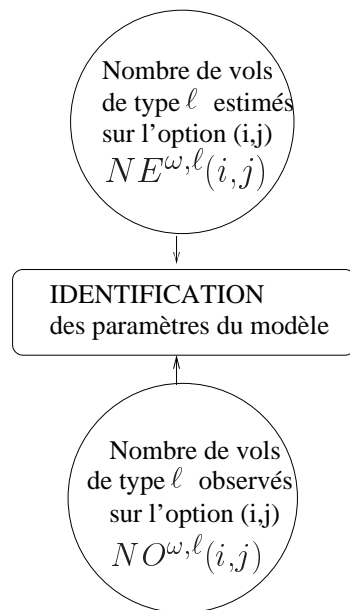 Nombre de vols
de type ℓ estimés
sur l'option (i,j)
NE^{ω,ℓ}(i,j)
IDENTIFICATION
des paramètres du modèle
Nombre de vols
de type ℓ observés
sur l'option (i,j)
NO^{ω,ℓ}(i,j)